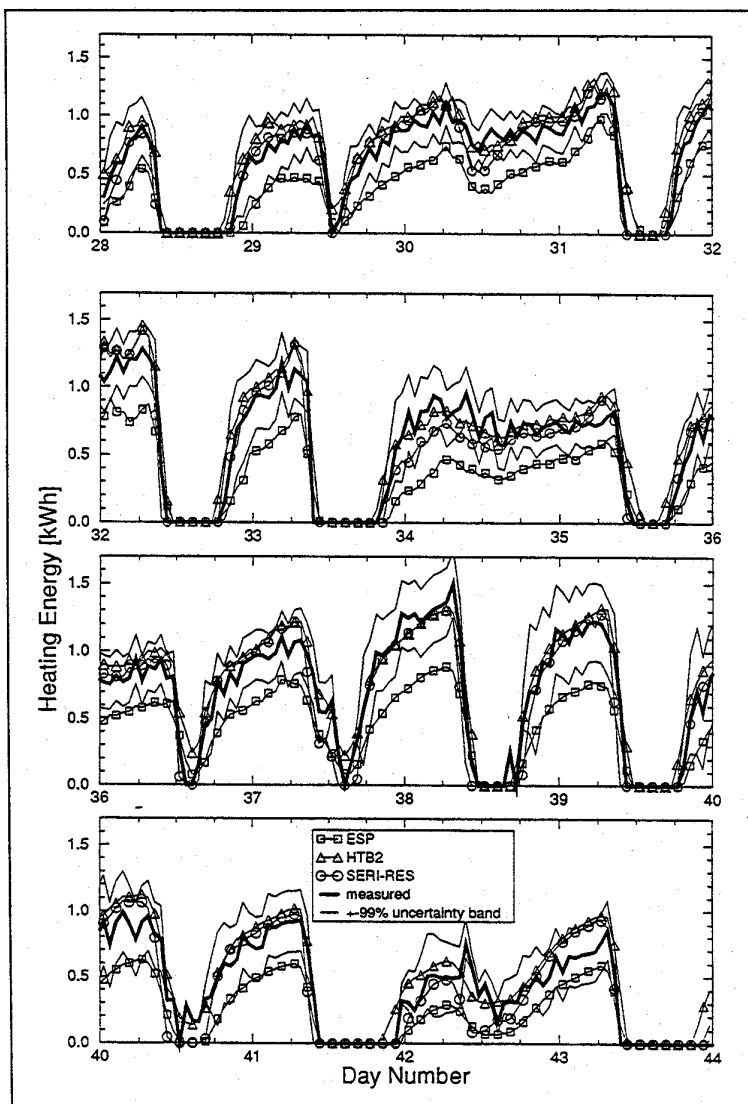 1.5
1.0
0.5
0.0
28 29 30 31 32
1.5
1.0
0.5
0.0
32 33 34 35 36
1.5
1.0
0.5
0.0
36 37 38 39 40
1.5
1.0
0.5
0.0
40 41 42 43 44
Heating Energy [kWh]
ESP
HTB2
SERI-RES
measured
+-99% uncertainty band
Day Number